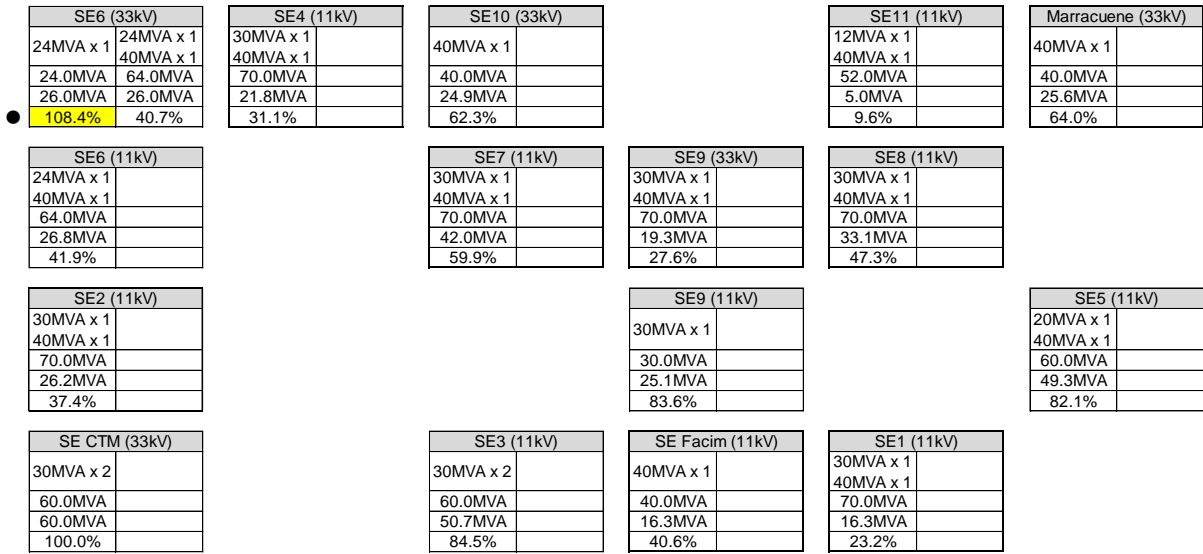 SE6 (33kV)
24MVA x 1
24MVA x 1
40MVA x 1
24.0MVA 64.0MVA
26.0MVA 26.0MVA
108.4% 40.7%
SE4 (11kV)
30MVA x 1
40MVA x 1
70.0MVA
21.8MVA
31.1%
SE10 (33kV)
40MVA x 1
40.0MVA
24.9MVA
62.3%
SE11 (11kV)
12MVA x 1
40MVA x 1
52.0MVA
5.0MVA
9.6%
Marracuene (33kV)
40MVA x 1
40.0MVA
25.6MVA
64.0%
SE6 (11kV)
24MVA x 1
40MVA x 1
64.0MVA
26.8MVA
41.9%
SE7 (11kV)
30MVA x 1
40MVA x 1
70.0MVA
42.0MVA
59.9%
SE9 (33kV)
30MVA x 1
40MVA x 1
70.0MVA
19.3MVA
27.6%
SE8 (11kV)
30MVA x 1
40MVA x 1
70.0MVA
33.1MVA
47.3%
SE2 (11kV)
30MVA x 1
40MVA x 1
70.0MVA
26.2MVA
37.4%
SE9 (11kV)
30MVA x 1
30.0MVA
25.1MVA
83.6%
SE5 (11kV)
20MVA x 1
40MVA x 1
60.0MVA
49.3MVA
82.1%
SE CTM (33kV)
30MVA x 2
60.0MVA
60.0MVA
100.0%
SE3 (11kV)
30MVA x 2
60.0MVA
50.7MVA
84.5%
SE Facim (11kV)
40MVA x 1
40.0MVA
16.3MVA
40.6%
SE1 (11kV)
30MVA x 1
40MVA x 1
70.0MVA
16.3MVA
23.2%